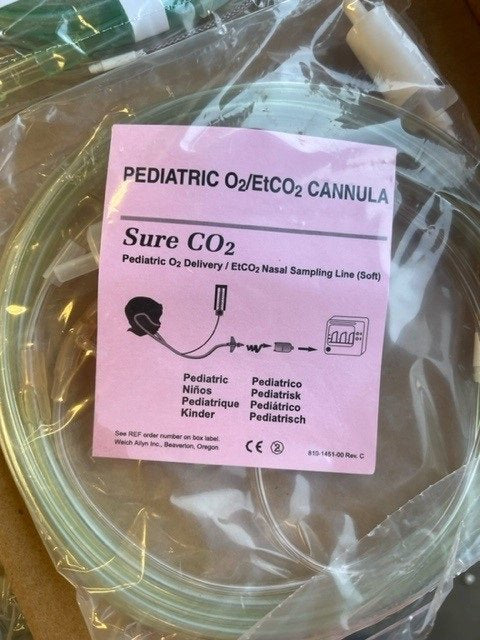 PEDIATRIC O₂/EtCO₂ CANNULA
Sure CO₂
Pediatric O₂ Delivery / EtCO₂ Nasal Sampling Line (Soft)
Pediatric Pediatrico
Niños Pediatrisk
Pediatrique Pediátrico
Kinder Pediatrisch
See REF order number on box label.
Welch Allyn Inc., Beaverton, Oregon
CE ② 810-1451-00 Rev. C